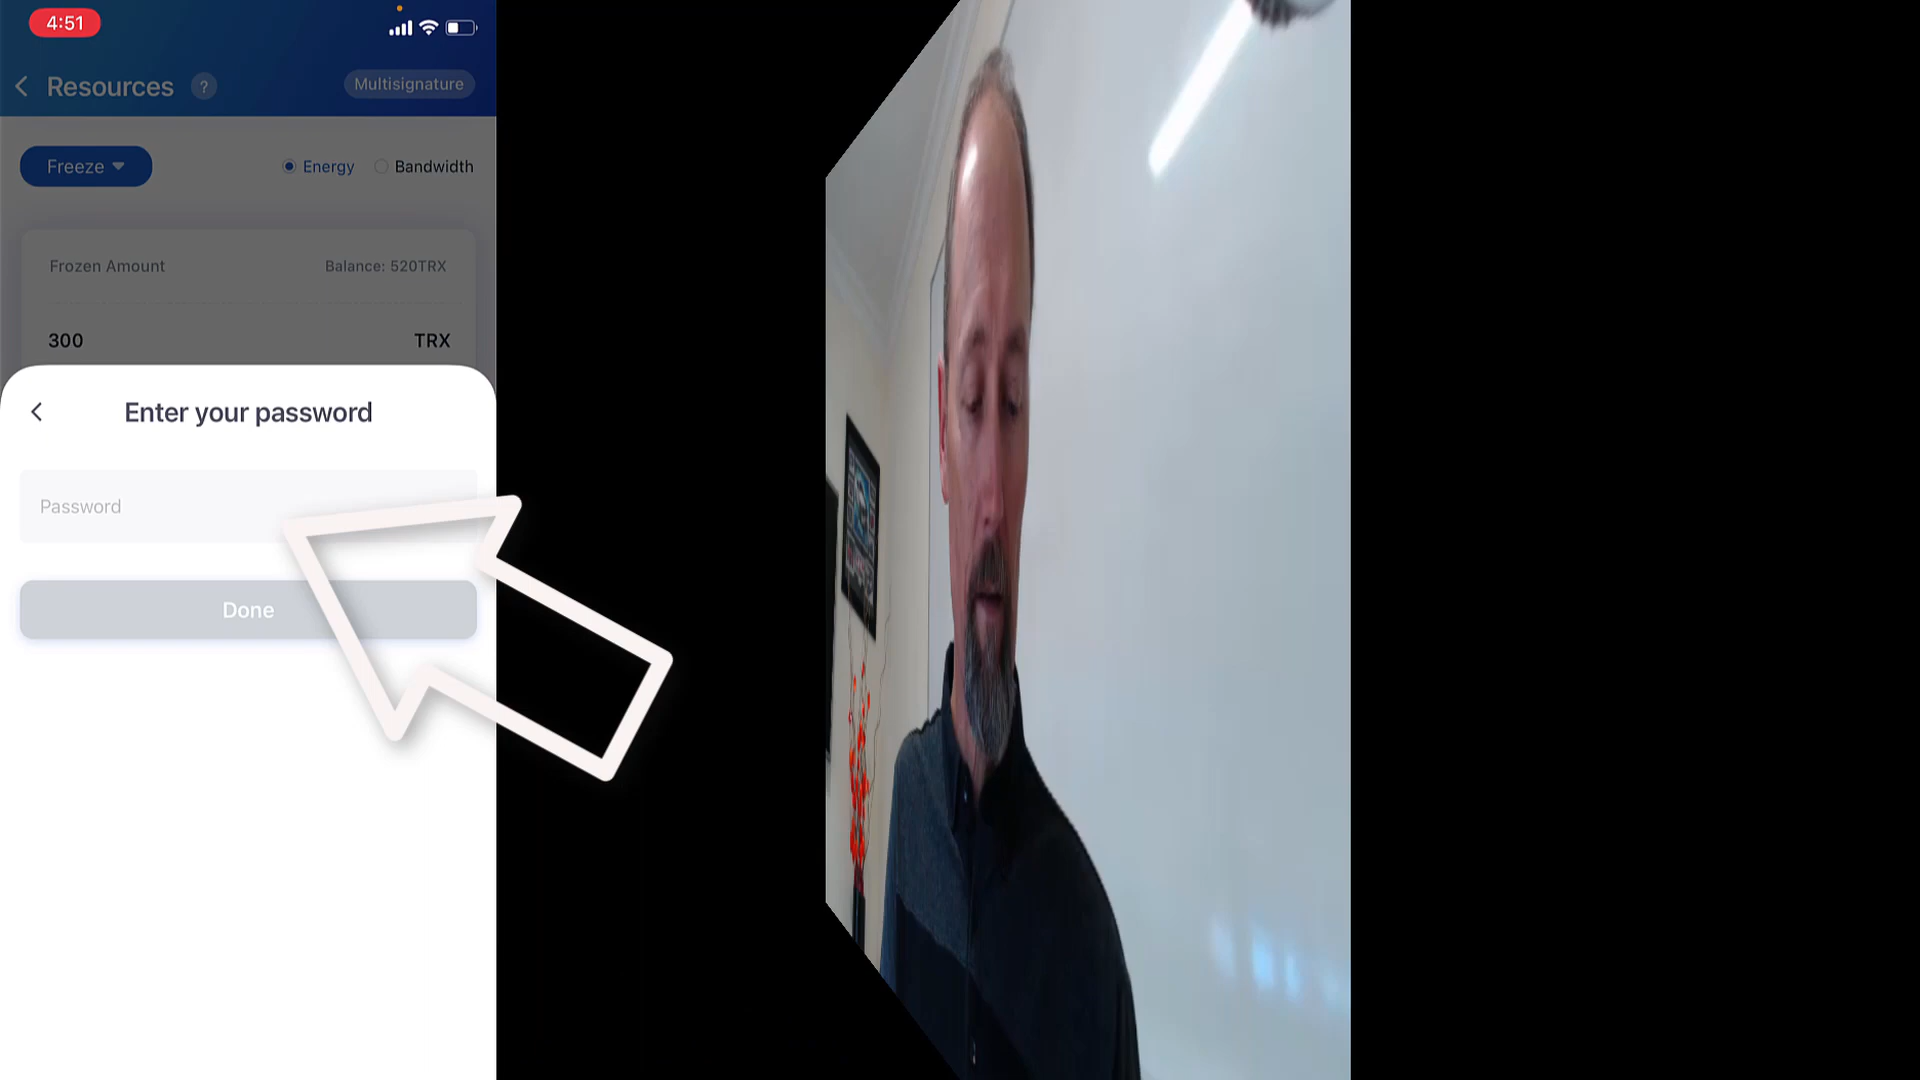 4:51
Resources ? Multisignature
Freeze Energy Bandwidth
Frozen Amount Balance: 520TRX
300 TRX
Enter your password
Password
Done